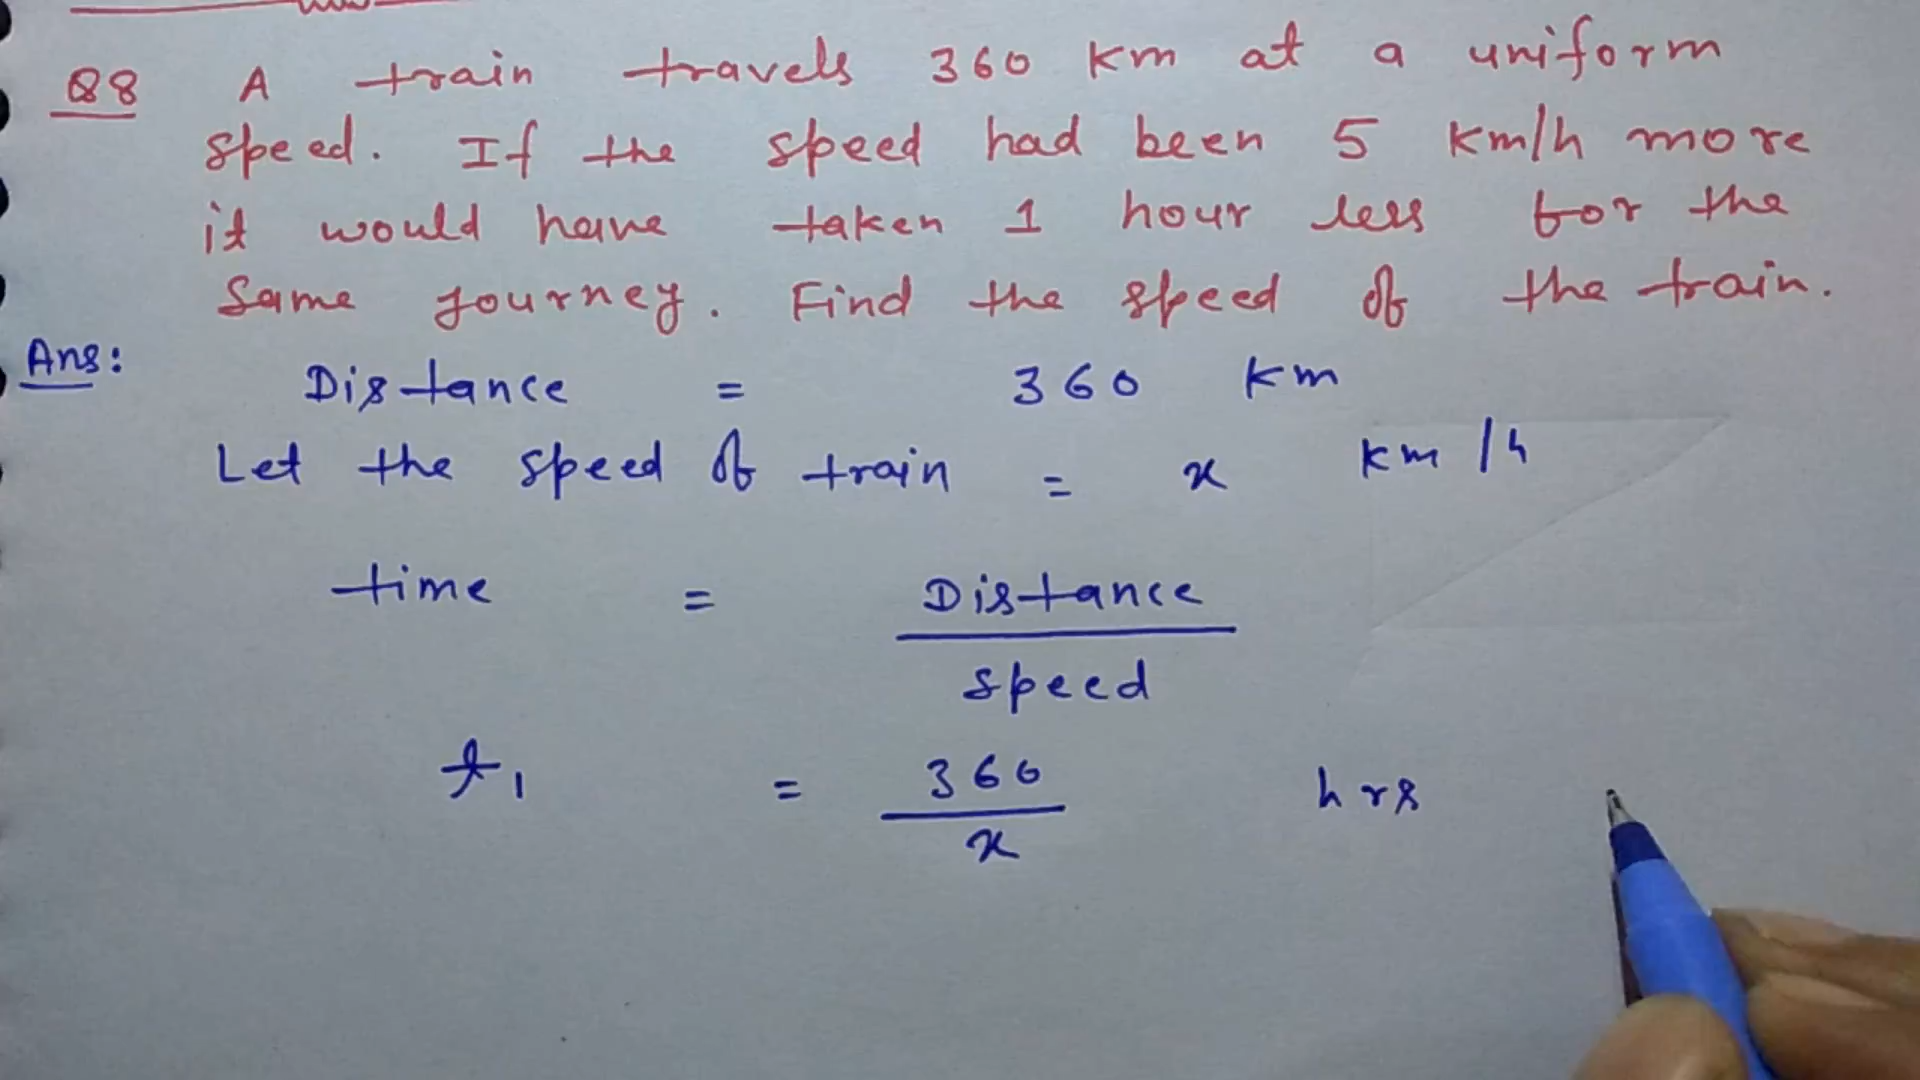 Q8 A train travels 360 km at a uniform
speed. If the speed had been 5 km/h more
it would have taken 1 hour less for the
same journey. Find the speed of the train.
Ans:
Distance = 360 km
Let the speed of train = x km/h
time = Distance
speed
t1 = 360 hrs
x